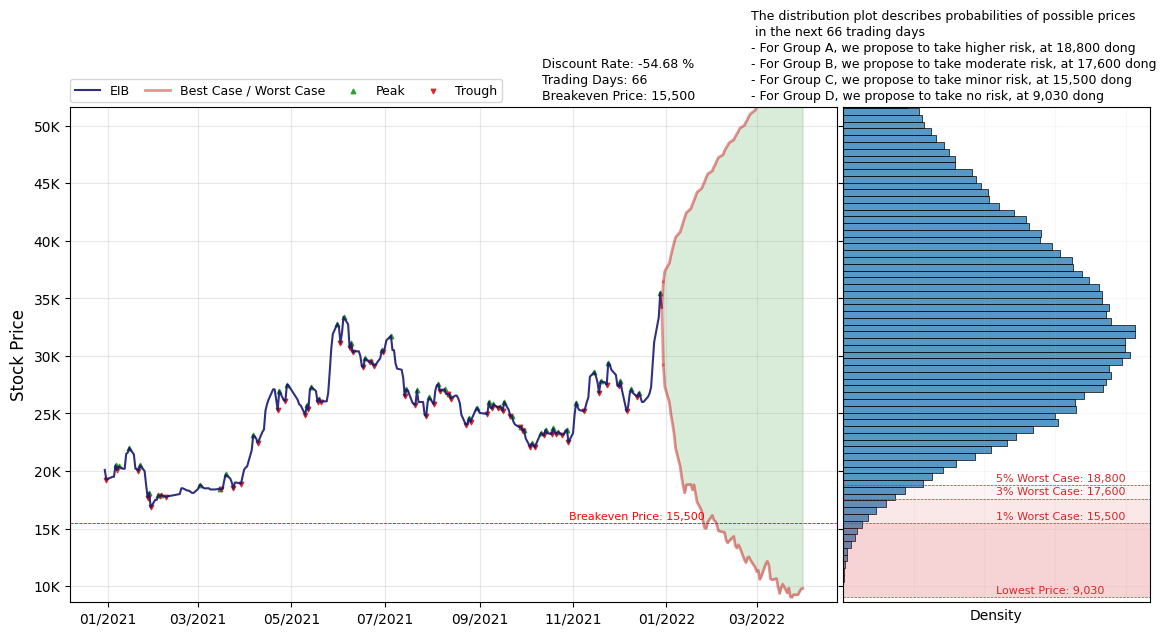 The distribution plot describes probabilities of possible prices
in the next 66 trading days
- For Group A, we propose to take higher risk, at 18,800 dong
- For Group B, we propose to take moderate risk, at 17,600 dong
- For Group C, we propose to take minor risk, at 15,500 dong
- For Group D, we propose to take no risk, at 9,030 dong
Discount Rate: -54.68 %
Trading Days: 66
Breakeven Price: 15,500
EIB
Best Case / Worst Case
Peak
Trough
Stock Price
50K
45K
40K
35K
30K
25K
20K
15K
10K
Breakeven Price: 15,500
01/2021
03/2021
05/2021
07/2021
09/2021
11/2021
01/2022
03/2022
5% Worst Case: 18,800
3% Worst Case: 17,600
1% Worst Case: 15,500
Lowest Price: 9,030
Density